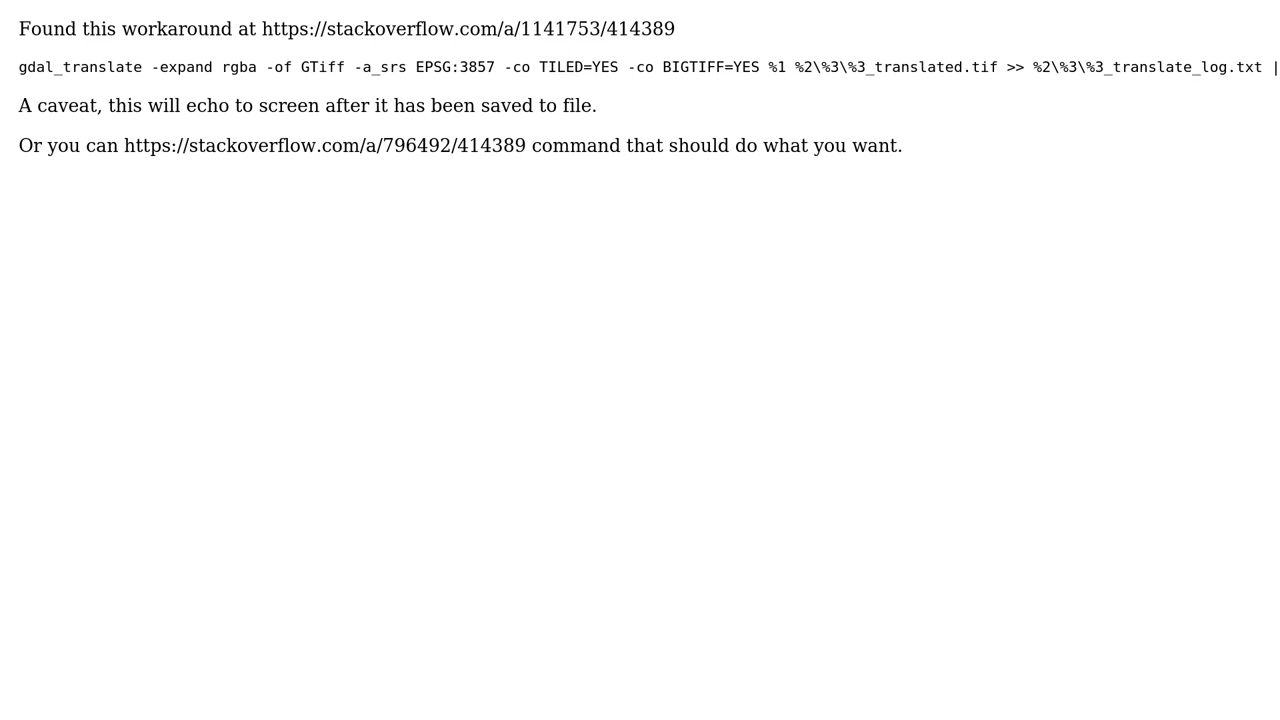 Found this workaround at https://stackoverflow.com/a/1141753/414389
gdal_translate -expand rgba -of GTiff -a_srs EPSG:3857 -co TILED=YES -co BIGTIFF=YES %1 %2\%3\%3_translated.tif >> %2\%3\%3_translate_log.txt |
A caveat, this will echo to screen after it has been saved to file.
Or you can https://stackoverflow.com/a/796492/414389 command that should do what you want.